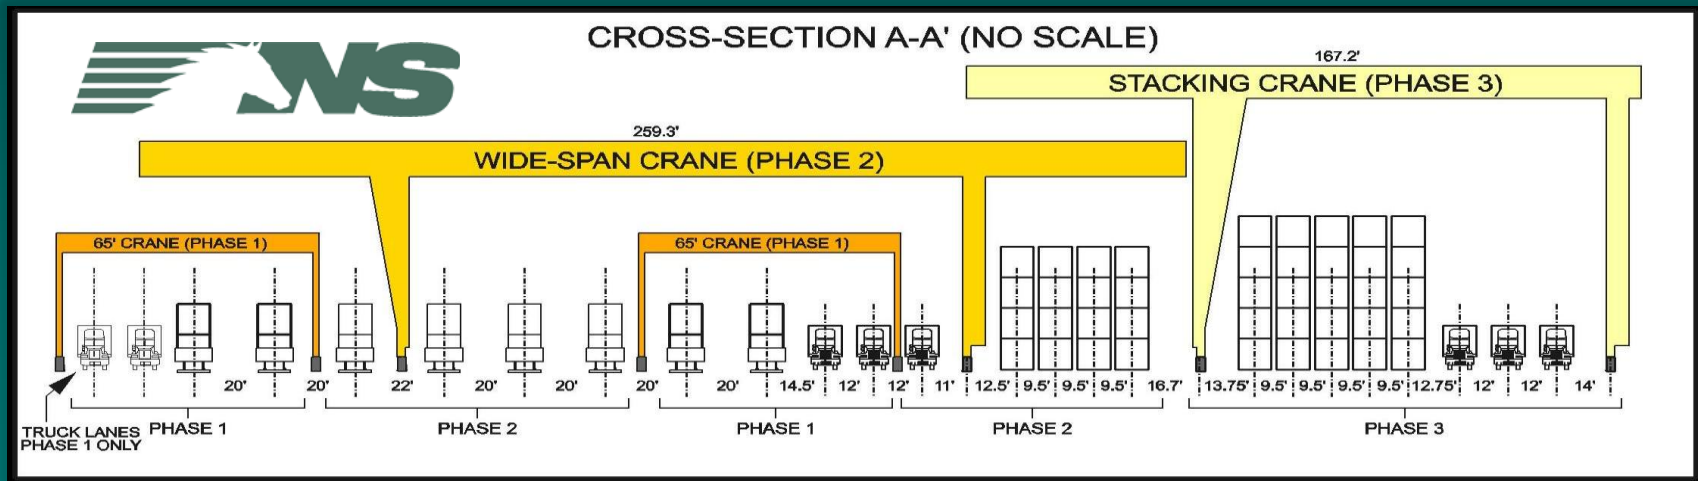 NS
CROSS-SECTION A-A' (NO SCALE)
167.2'
STACKING CRANE (PHASE 3)
259.3'
WIDE-SPAN CRANE (PHASE 2)
65' CRANE (PHASE 1)
65' CRANE (PHASE 1)
20' 20' 22' 20' 20' 20' 20' 14.5' 12' 12' 11' 12.5' 9.5' 9.5' 9.5' 16.7' 13.75' 9.5' 9.5' 9.5' 9.5' 12.75' 12' 12' 14'
TRUCK LANES
PHASE 1 ONLY
PHASE 1
PHASE 2
PHASE 1
PHASE 2
PHASE 3